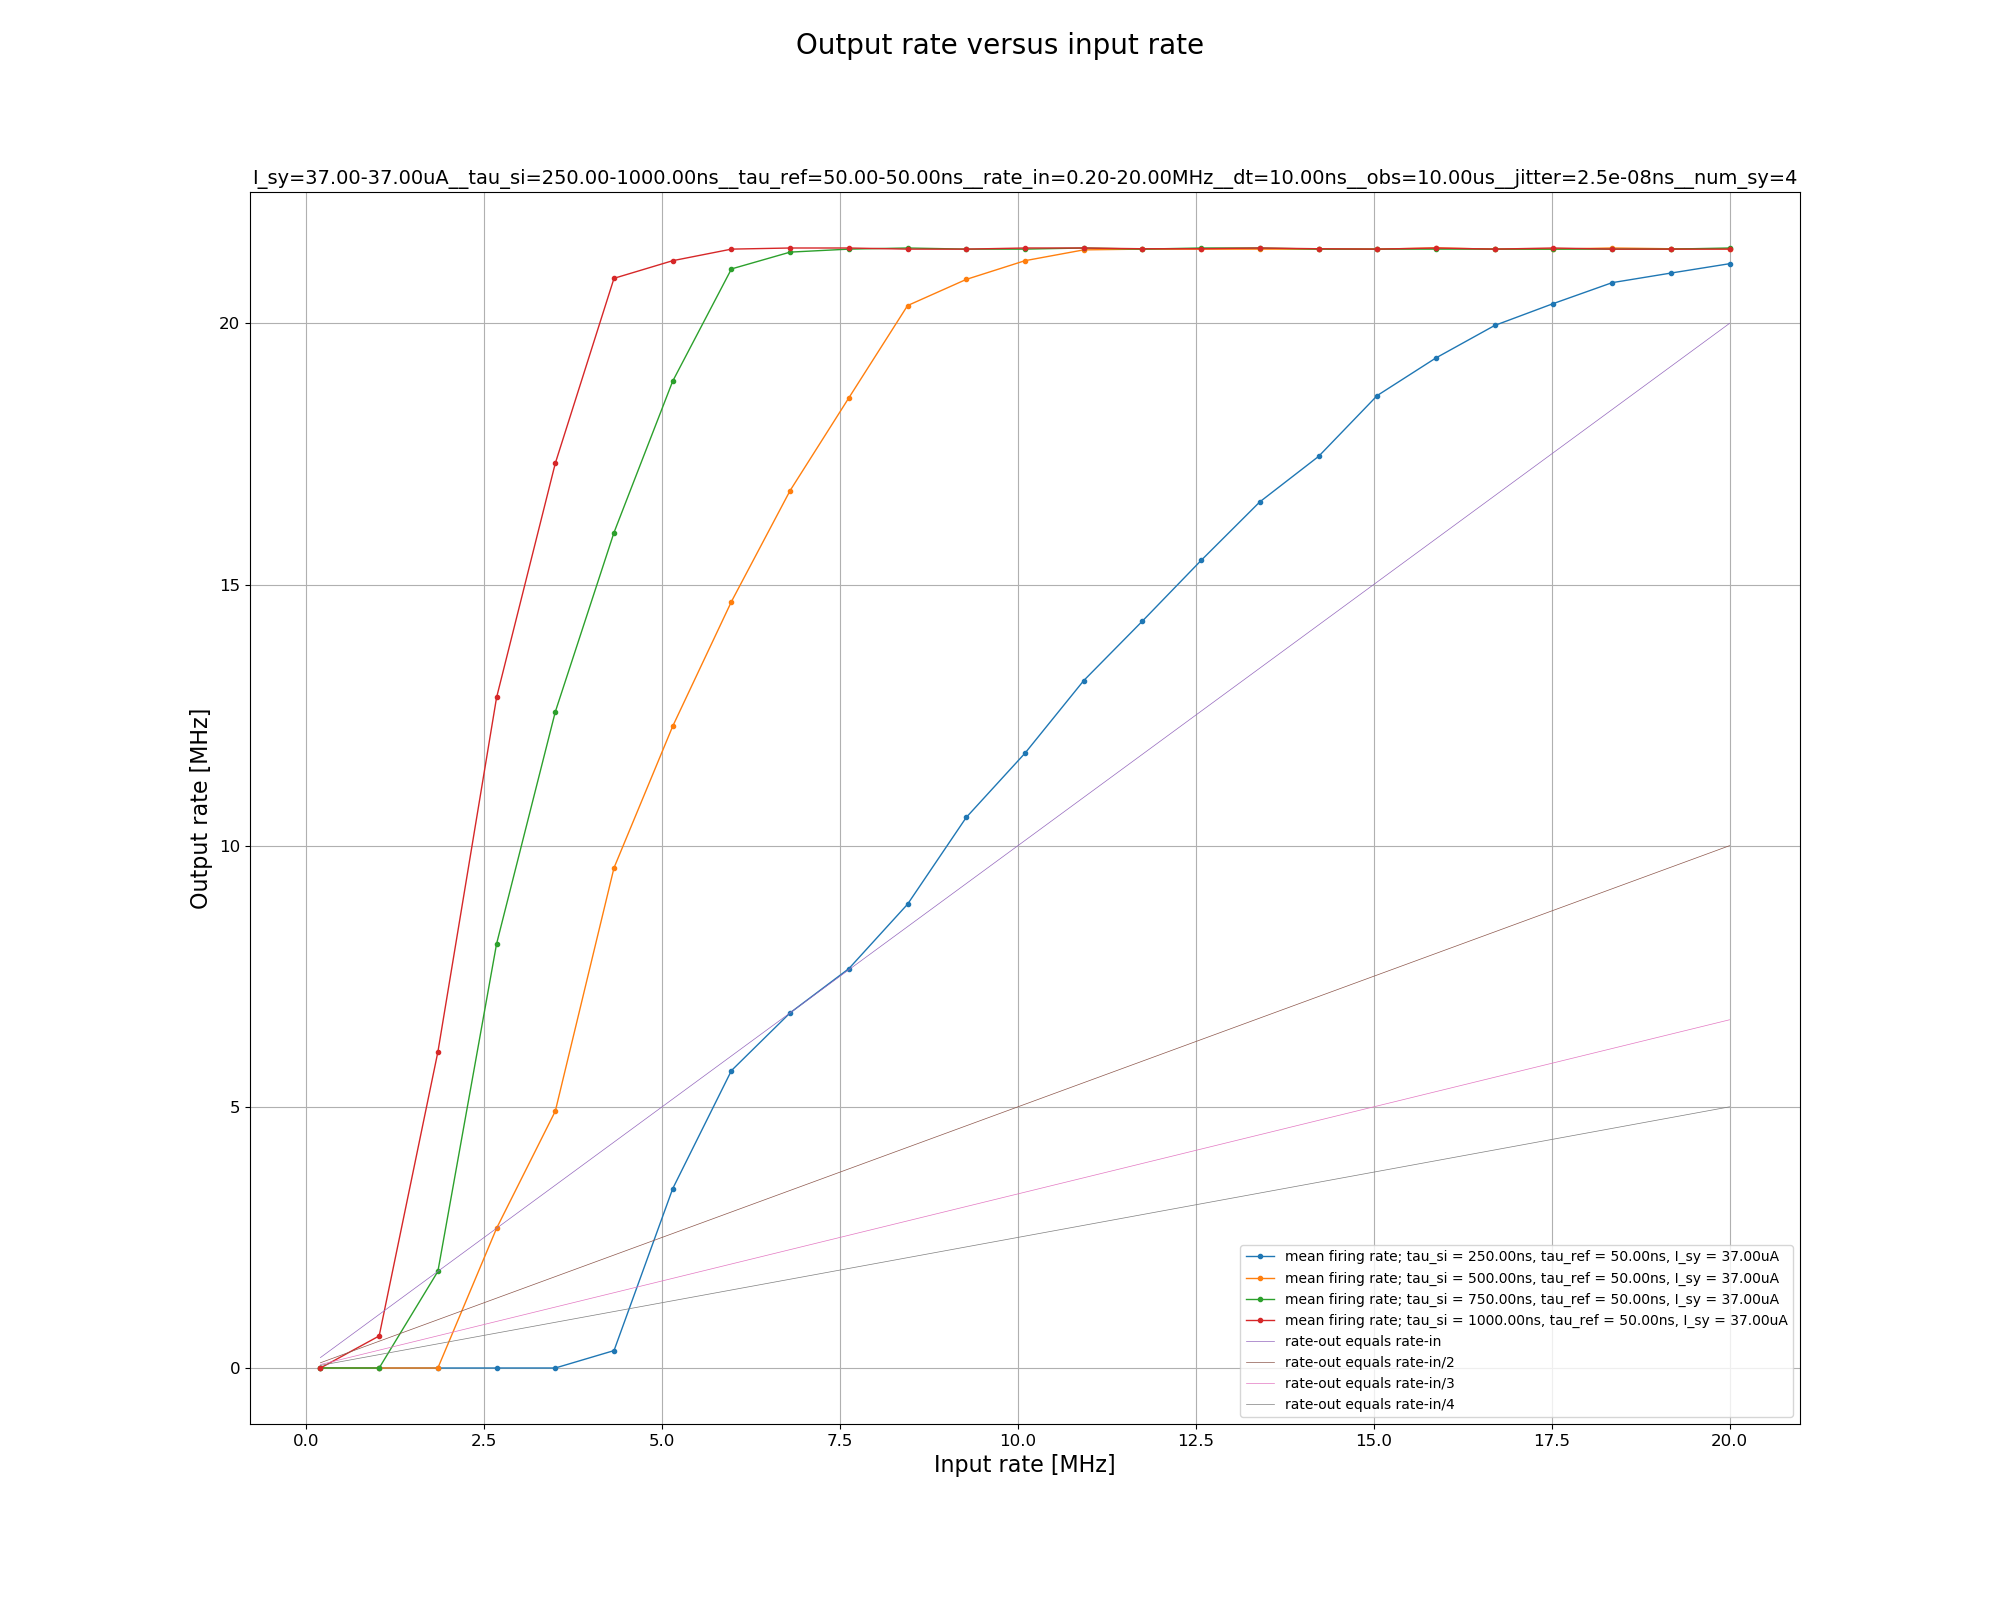 Output rate versus input rate
I_sy=37.00-37.00uA__tau_si=250.00-1000.00ns__tau_ref=50.00-50.00ns__rate_in=0.20-20.00MHz__dt=10.00ns__obs=10.00us__jitter=2.5e-08ns__num_sy=4
Output rate [MHz]
20
15
10
5
0
mean firing rate; tau_si = 250.00ns, tau_ref = 50.00ns, I_sy = 37.00uA
mean firing rate; tau_si = 500.00ns, tau_ref = 50.00ns, I_sy = 37.00uA
mean firing rate; tau_si = 750.00ns, tau_ref = 50.00ns, I_sy = 37.00uA
mean firing rate; tau_si = 1000.00ns, tau_ref = 50.00ns, I_sy = 37.00uA
rate-out equals rate-in
rate-out equals rate-in/2
rate-out equals rate-in/3
rate-out equals rate-in/4
0.0 2.5 5.0 7.5 10.0 12.5 15.0 17.5 20.0
Input rate [MHz]